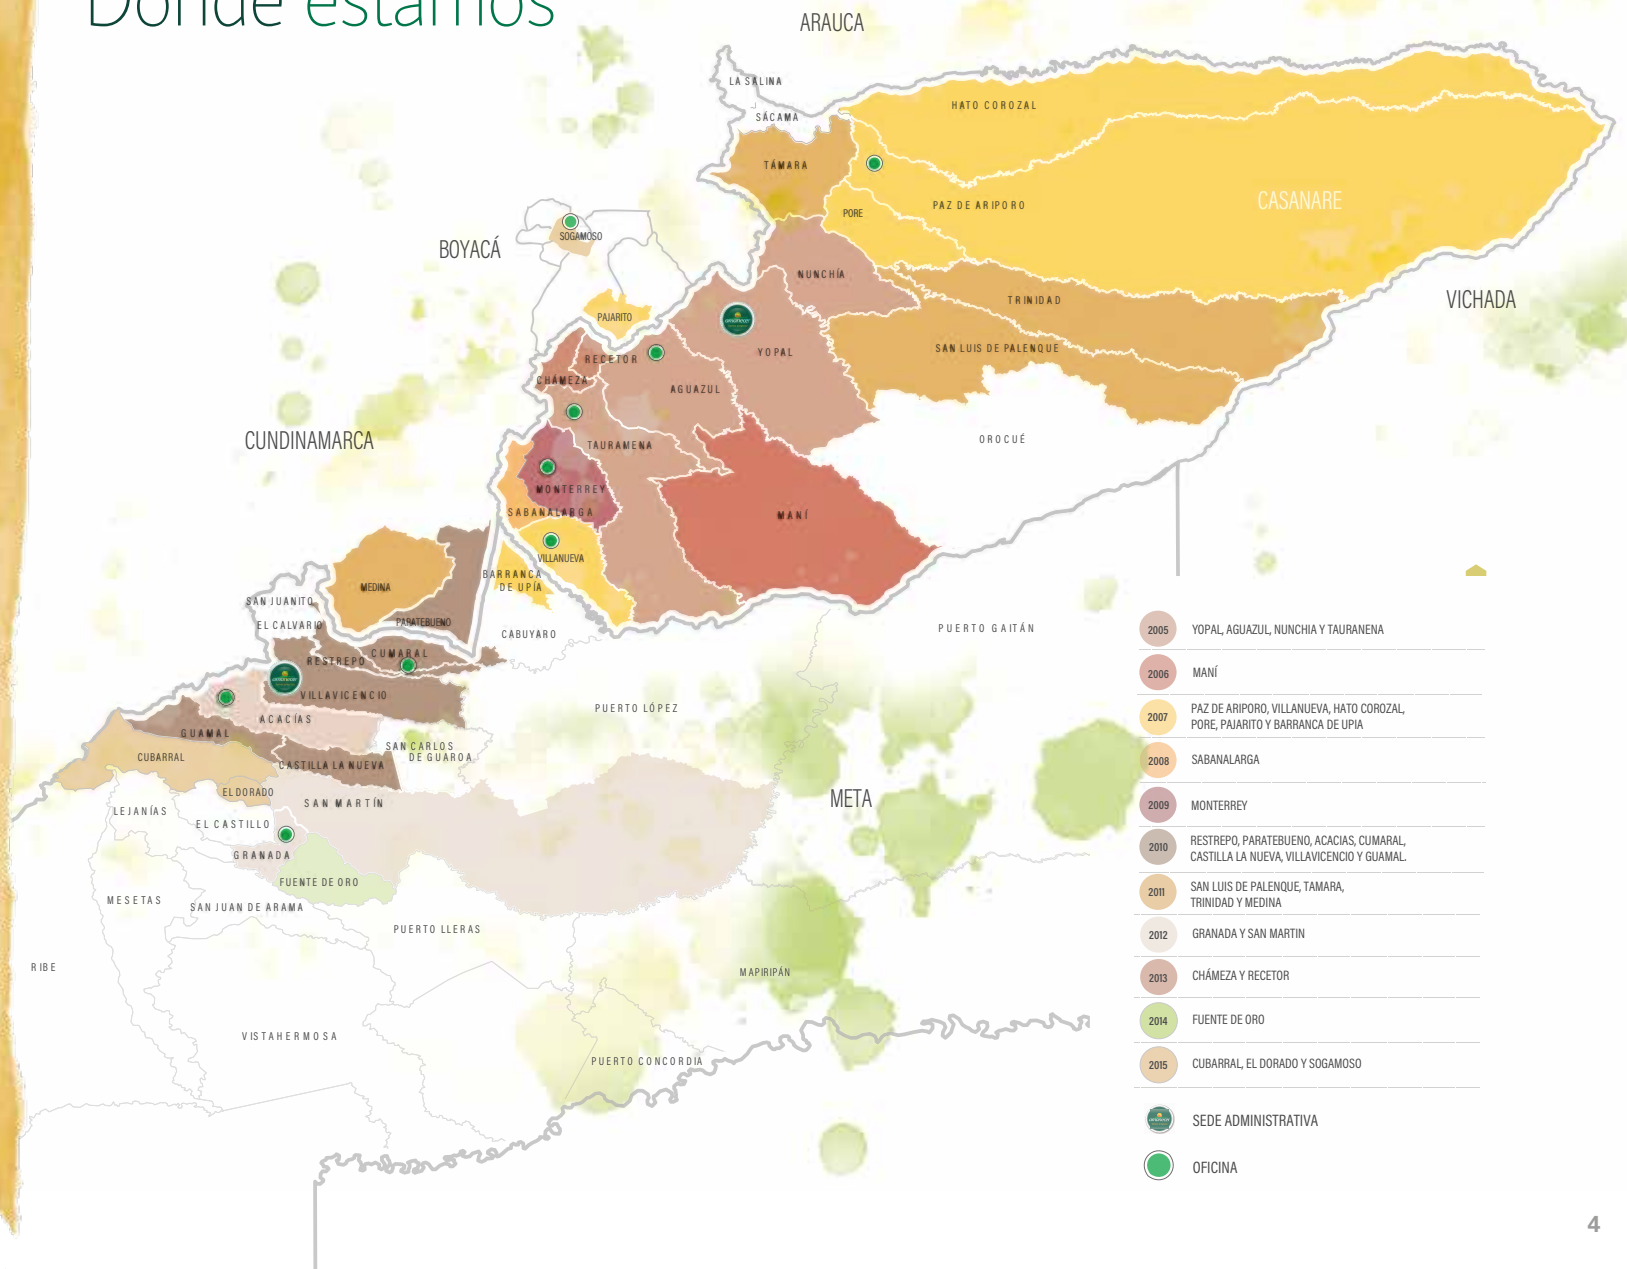 Dónde estamos
ARAUCA
LA SALINA
HATO COROZAL
SÁCAMA
TÁMARA
CASANARE
PAZ DE ARIPORO
PORE
SOGAMOSO
BOYACÁ
NUNCHÍA
TRINIDAD
VICHADA
PAJARITO
amanecer
YOPAL
SAN LUIS DE PALENQUE
RECETOR
CHÁMEZA
AGUAZUL
CUNDINAMARCA
OROCUÉ
TAURAMENA
MONTERREY
SABANALARGA
MANÍ
VILLANUEVA
BARRANCA
DE UPÍA
MEDINA
SAN JUANITO
EL CALVARIO
PARATEBUENO
CABUYARO
PUERTO GAITÁN
CUMARAL
RESTREPO
amanecer
VILLAVICENCIO
PUERTO LÓPEZ
ACACÍAS
GUAMAL
SAN CARLOS
DE GUAROA
CUBARRAL
CASTILLA LA NUEVA
EL DORADO
META
SAN MARTÍN
LEJANÍAS
EL CASTILLO
GRANADA
FUENTE DE ORO
MESETAS
SAN JUAN DE ARAMA
PUERTO LLERAS
RIBE
MAPIRIPÁN
VISTAHERMOSA
PUERTO CONCORDIA
2005 YOPAL, AGUAZUL, NUNCHIA Y TAURANENA
2006 MANÍ
2007 PAZ DE ARIPORO, VILLANUEVA, HATO COROZAL,
PORE, PAJARITO Y BARRANCA DE UPIA
2008 SABANALARGA
2009 MONTERREY
2010 RESTREPO, PARATEBUENO, ACACIAS, CUMARAL,
CASTILLA LA NUEVA, VILLAVICENCIO Y GUAMAL.
2011 SAN LUIS DE PALENQUE, TAMARA,
TRINIDAD Y MEDINA
2012 GRANADA Y SAN MARTIN
2013 CHÁMEZA Y RECETOR
2014 FUENTE DE ORO
2015 CUBARRAL, EL DORADO Y SOGAMOSO
SEDE ADMINISTRATIVA
OFICINA
4